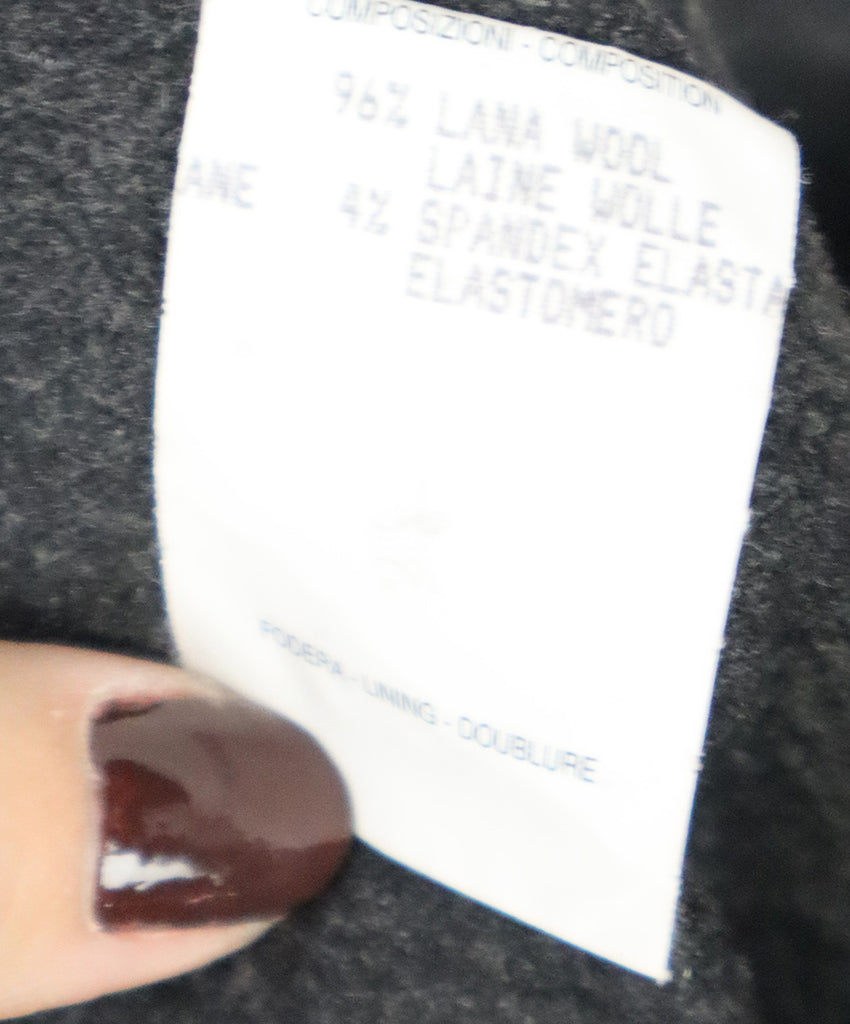 COMPOSIZIONI - COMPOSITION
96% LANA WOOL
LAINE WOLLE
ANE 4% SPANDEX ELASTA
ELASTOMERO
FODERA - LINING - DOUBLURE